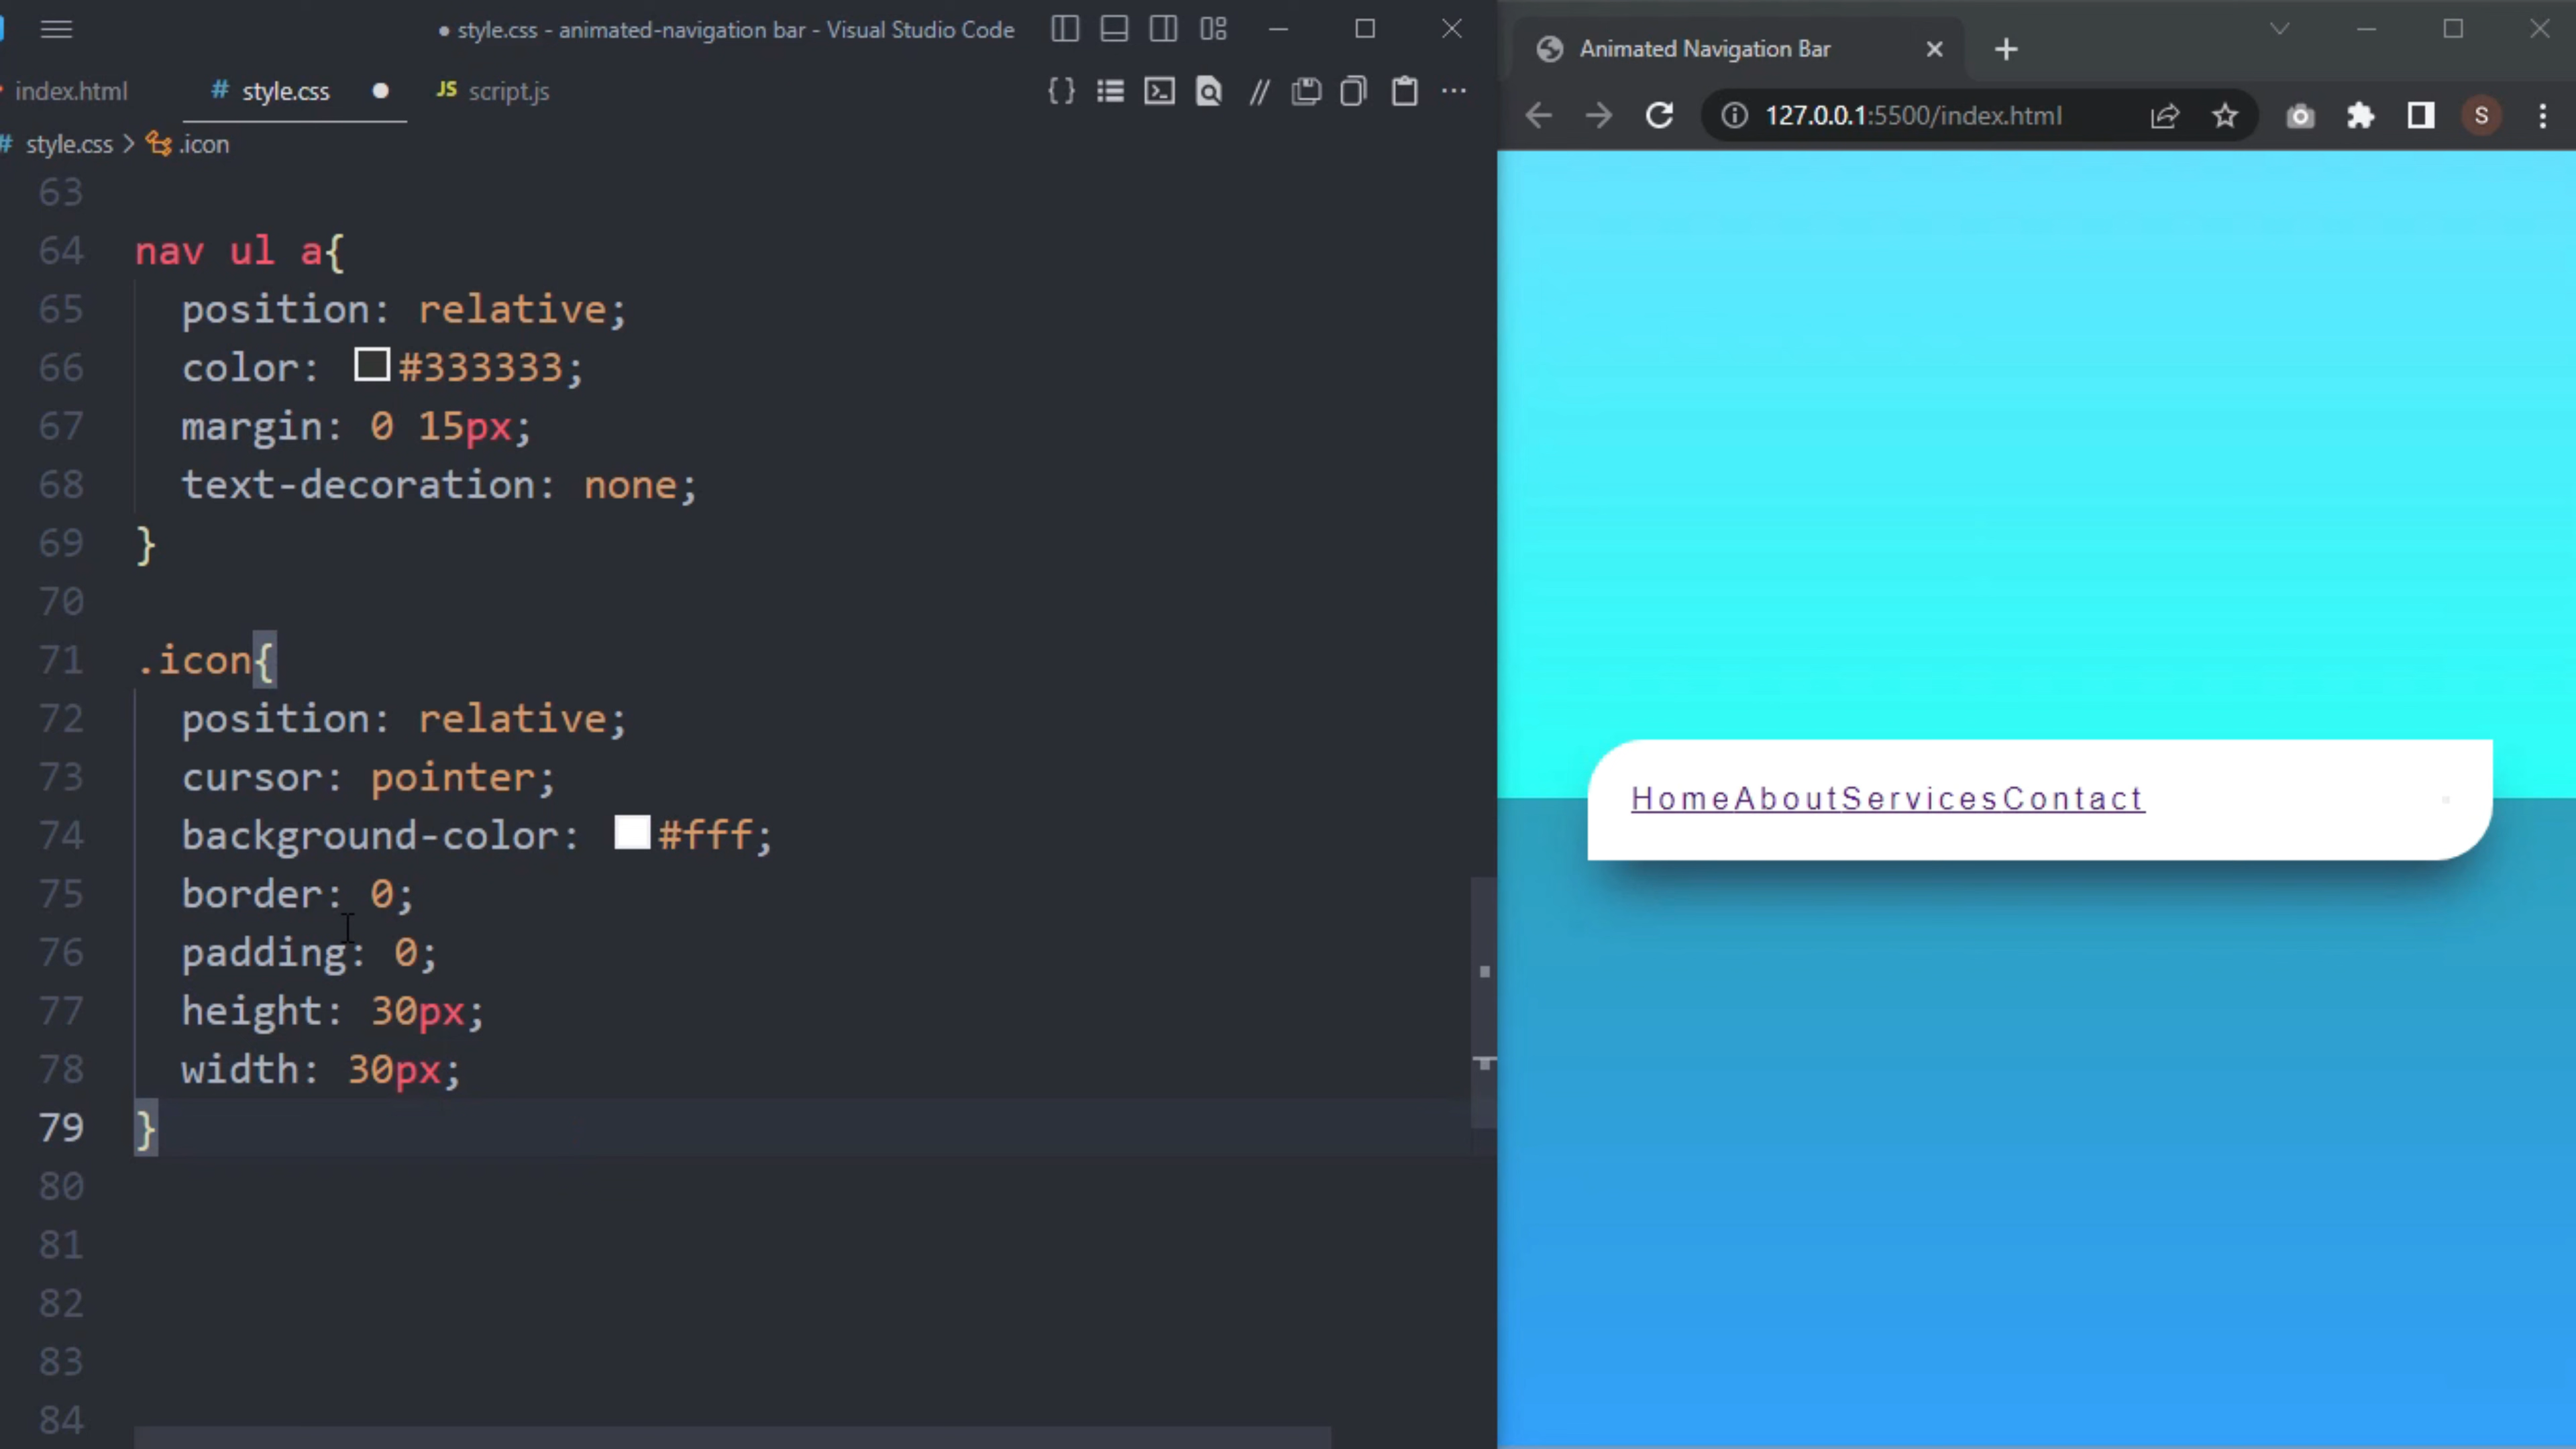 ● style.css - animated-navigation bar - Visual Studio Code
index.html
# style.css
JS script.js
# style.css > .icon
63
64 nav ul a{
65 position: relative;
66 color: #333333;
67 margin: 0 15px;
68 text-decoration: none;
69 }
70
71 .icon{
72 position: relative;
73 cursor: pointer;
74 background-color: #fff;
75 border: 0;
76 padding: 0;
77 height: 30px;
78 width: 30px;
79 }
80
81
82
83
84
Animated Navigation Bar
127.0.0.1:5500/index.html
S
HomeAboutServicesContact